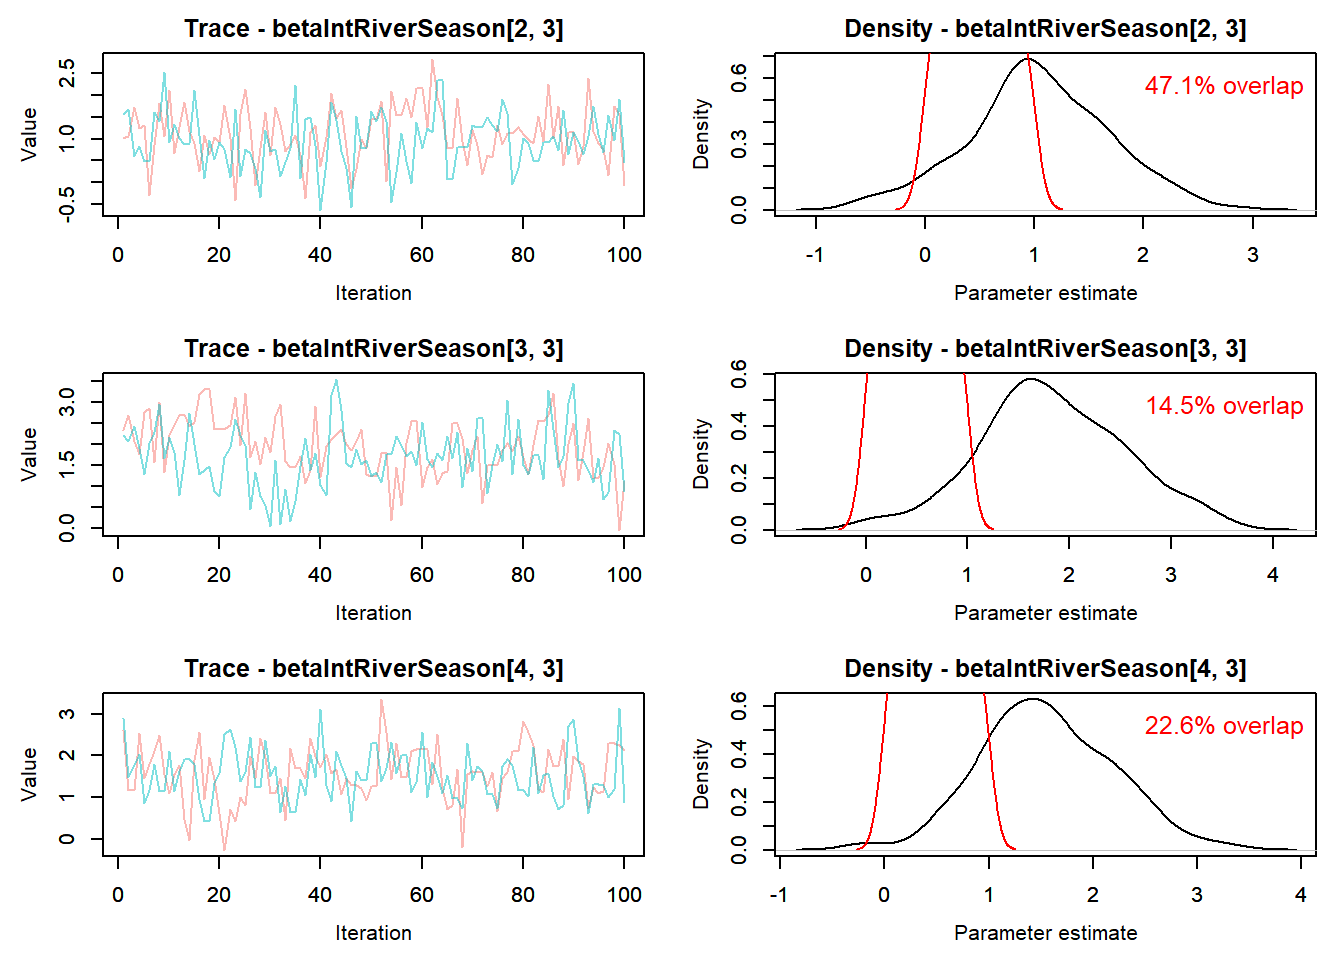 Trace - betaIntRiverSeason[2, 3]
Value
-0.5 1.0 2.5
0 20 40 60 80 100
Iteration
Density - betaIntRiverSeason[2, 3]
47.1% overlap
Density
0.0 0.3 0.6
-1 0 1 2 3
Parameter estimate
Trace - betaIntRiverSeason[3, 3]
Value
0.0 1.5 3.0
0 20 40 60 80 100
Iteration
Density - betaIntRiverSeason[3, 3]
14.5% overlap
Density
0.0 0.2 0.4 0.6
0 1 2 3 4
Parameter estimate
Trace - betaIntRiverSeason[4, 3]
Value
0 1 2 3
0 20 40 60 80 100
Iteration
Density - betaIntRiverSeason[4, 3]
22.6% overlap
Density
0.0 0.2 0.4 0.6
-1 0 1 2 3 4
Parameter estimate